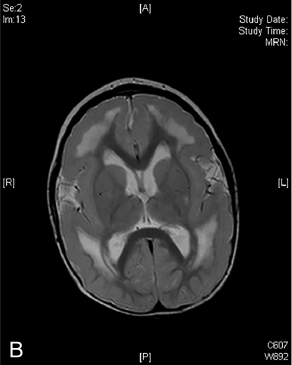 Se:2
Im:13
[A]
Study Date:
Study Time:
MRN:
[R]
[L]
B
[P]
C607
W892